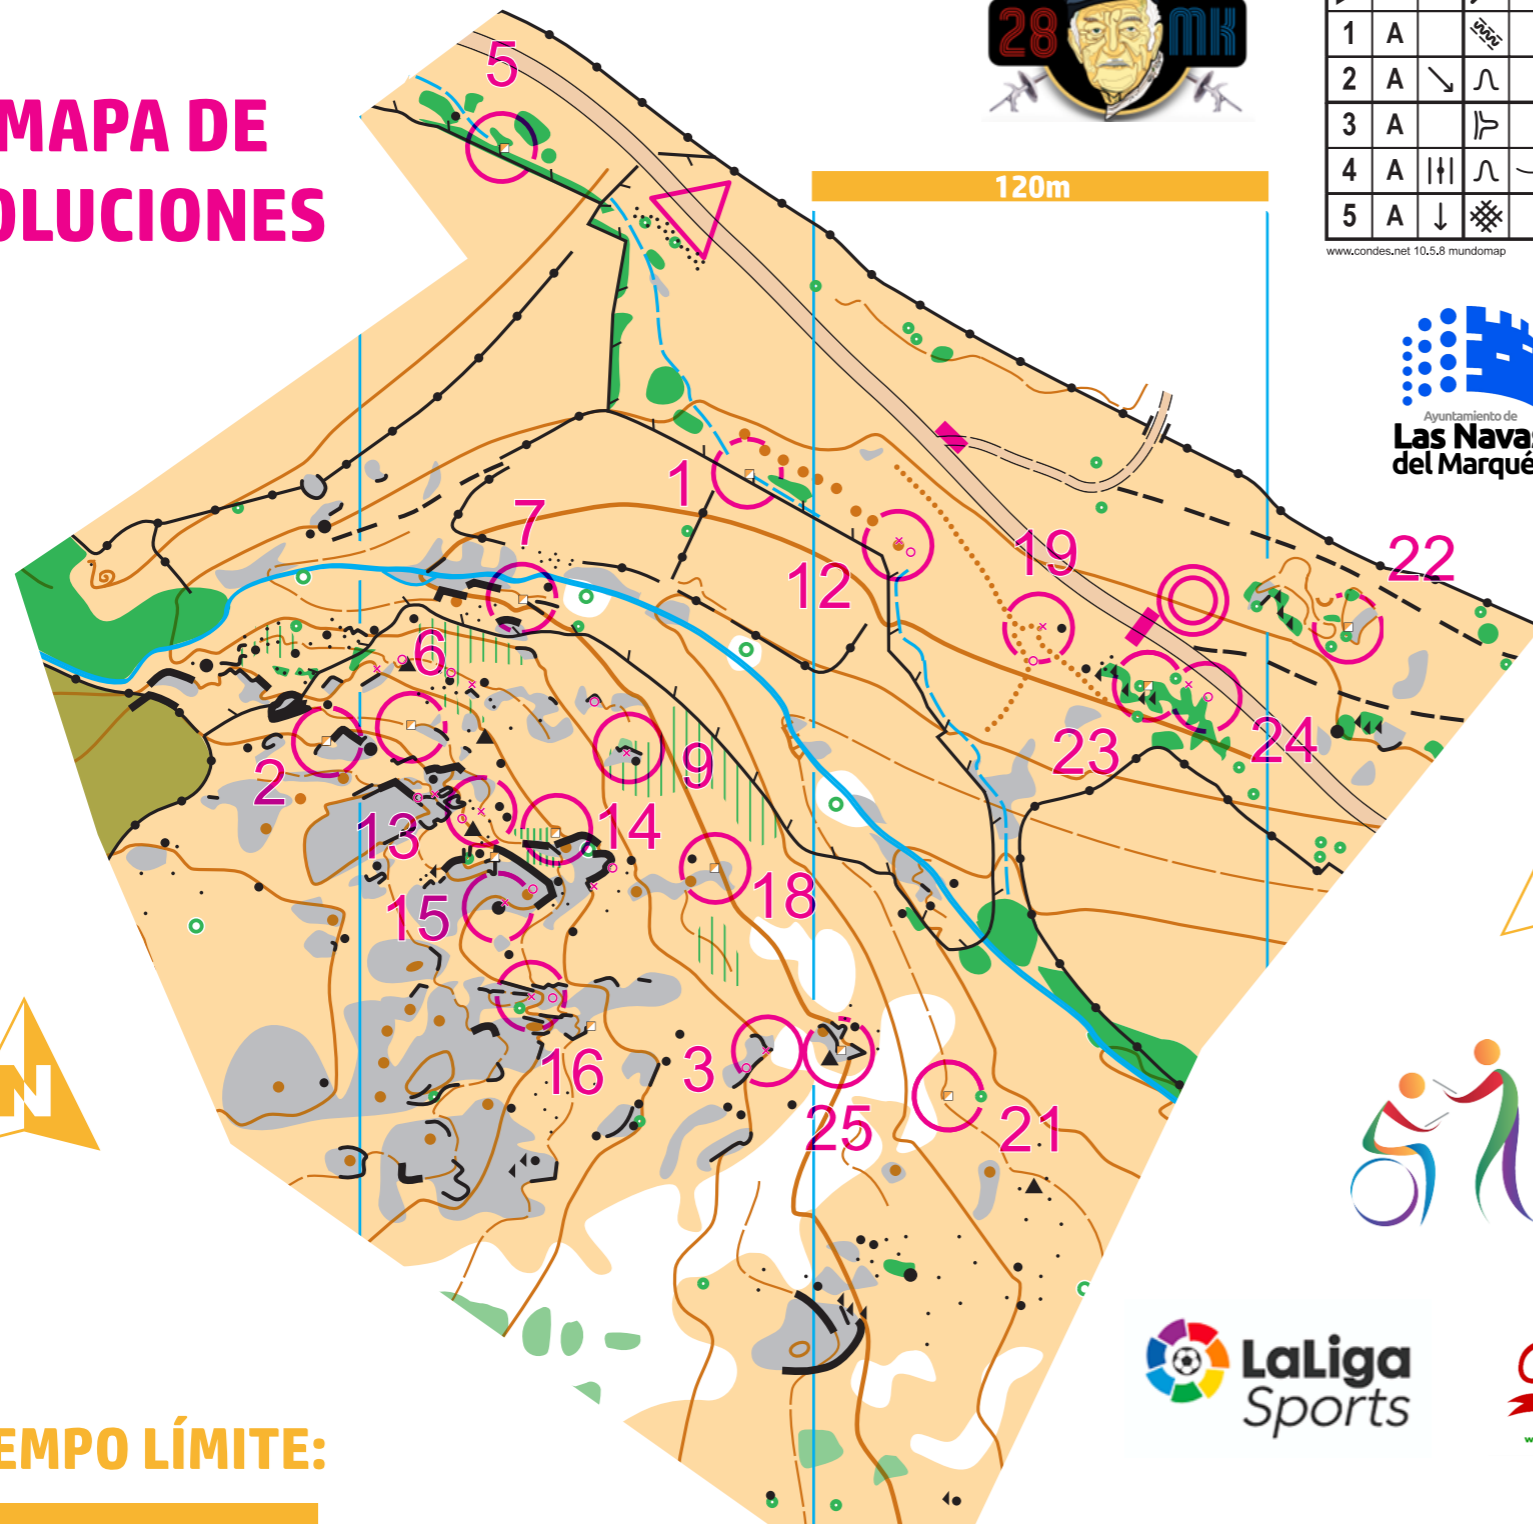 MAPA DE
OLUCIONES
28 MK
120m
1 A
2 A
3 A
4 A
5 A
www.condes.net 10.5.8 mundomap
Ayuntamiento de
Las Navas
del Marqué
5
1
7
12
19
22
6
2
9
23
24
13
14
18
15
16
3
25
21
N
LaLiga
Sports
EMPO LÍMITE: